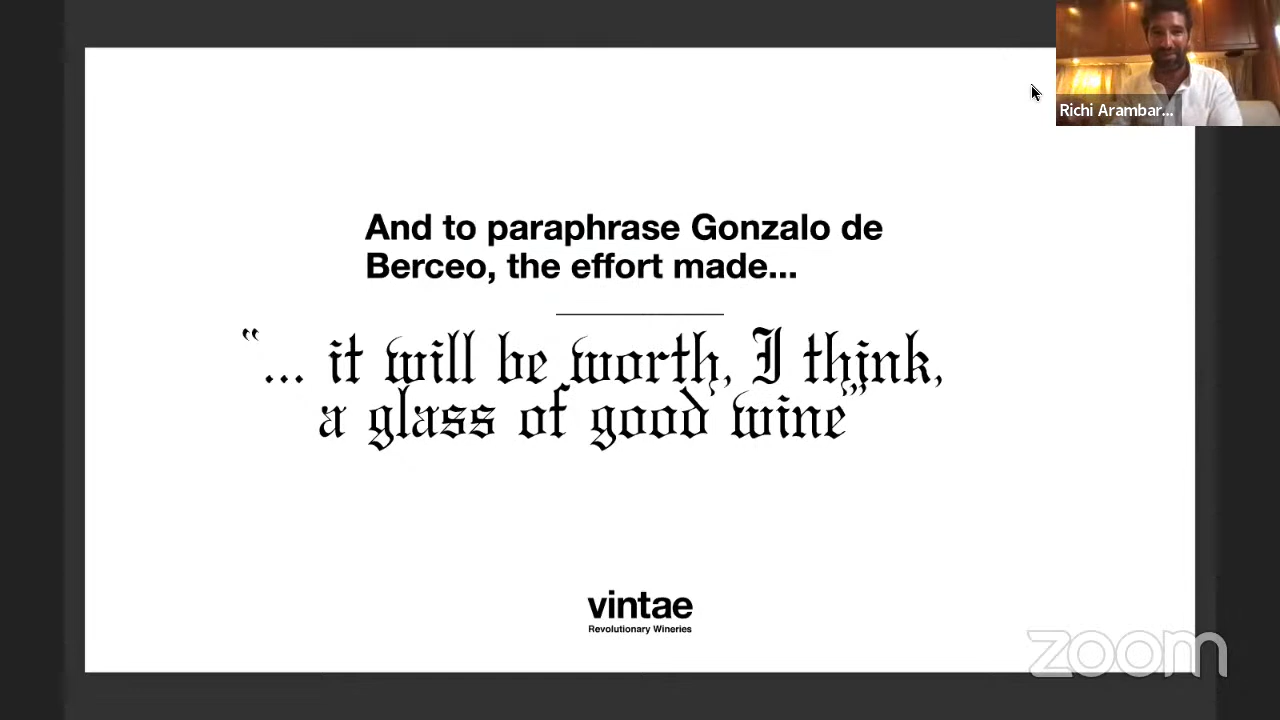 Richi Arambar...
And to paraphrase Gonzalo de
Berceo, the effort made...
“... it will be worth, I think,
a glass of good wine”
vintae
Revolutionary Wineries
zoom